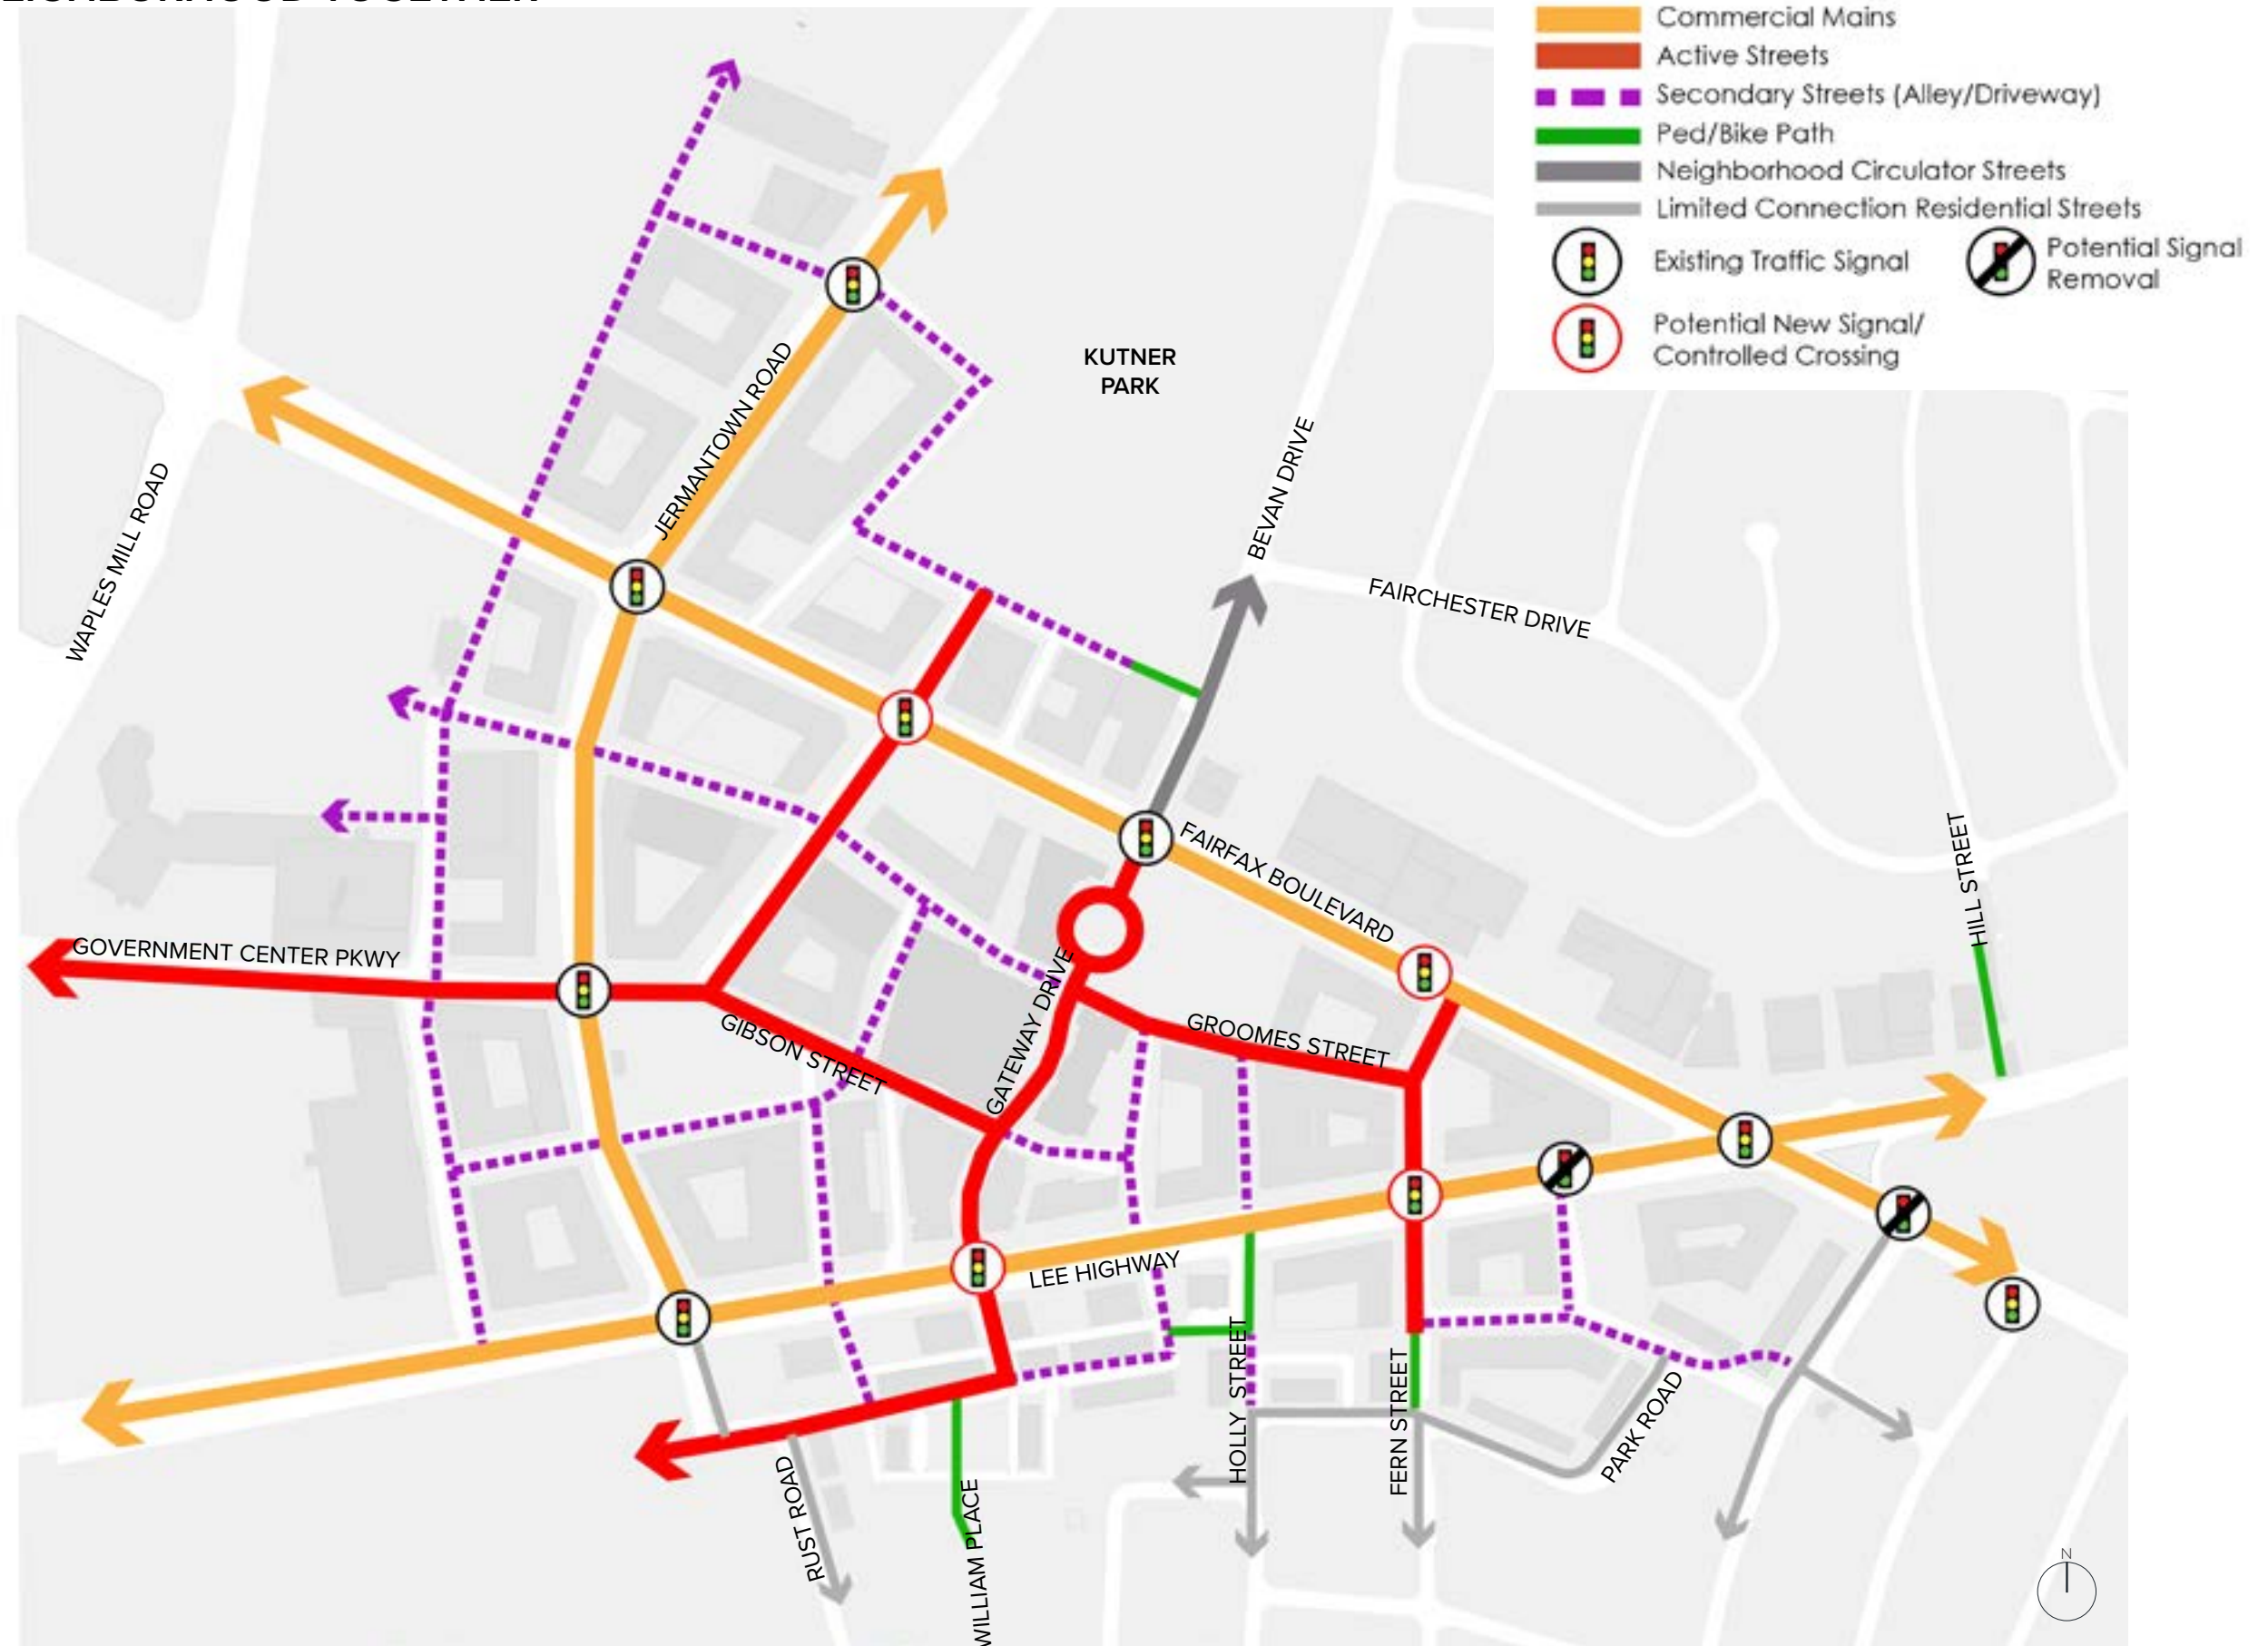 Commercial Mains
Active Streets
Secondary Streets (Alley/Driveway)
Ped/Bike Path
Neighborhood Circulator Streets
Limited Connection Residential Streets
Existing Traffic Signal
Potential Signal
Removal
Potential New Signal/
Controlled Crossing
KUTNER
PARK
JERMANTOWN ROAD
WAPLES MILL ROAD
BEVAN DRIVE
FAIRCHESTER DRIVE
FAIRFAX BOULEVARD
HILL STREET
GOVERNMENT CENTER PKWY
GIBSON STREET
GATEWAY DRIVE
GROOMES STREET
LEE HIGHWAY
HOLLY STREET
FERN STREET
PARK ROAD
RUST ROAD
WILLIAM PLACE
N